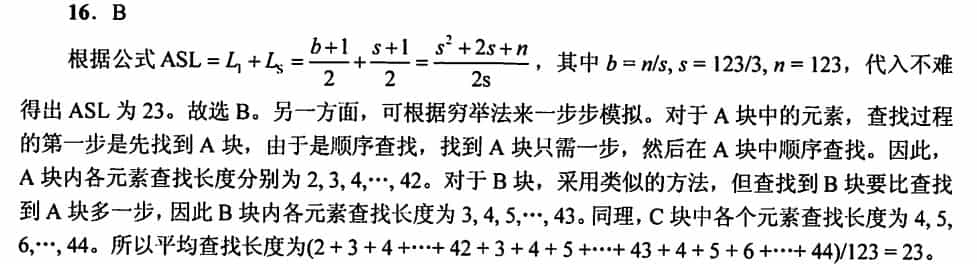 16. B
根据公式 ASL = L₁ + Lₛ = (b+1)/2 + (s+1)/2 = (s² + 2s + n)/2s ，其中 b = n/s, s = 123/3, n = 123，代入不难
得出 ASL 为 23。故选 B。另一方面，可根据穷举法来一步步模拟。对于 A 块中的元素，查找过程
的第一步是先找到 A 块，由于是顺序查找，找到 A 块只需一步，然后在 A 块中顺序查找。因此，
A 块内各元素查找长度分别为 2, 3, 4,⋯, 42。对于 B 块，采用类似的方法，但查找到 B 块要比查找
到 A 块多一步，因此 B 块内各元素查找长度为 3, 4, 5,⋯, 43。同理，C 块中各个元素查找长度为 4, 5,
6,⋯, 44。所以平均查找长度为(2 + 3 + 4 +⋯+ 42 + 3 + 4 + 5 +⋯+ 43 + 4 + 5 + 6 +⋯+ 44)/123 = 23。